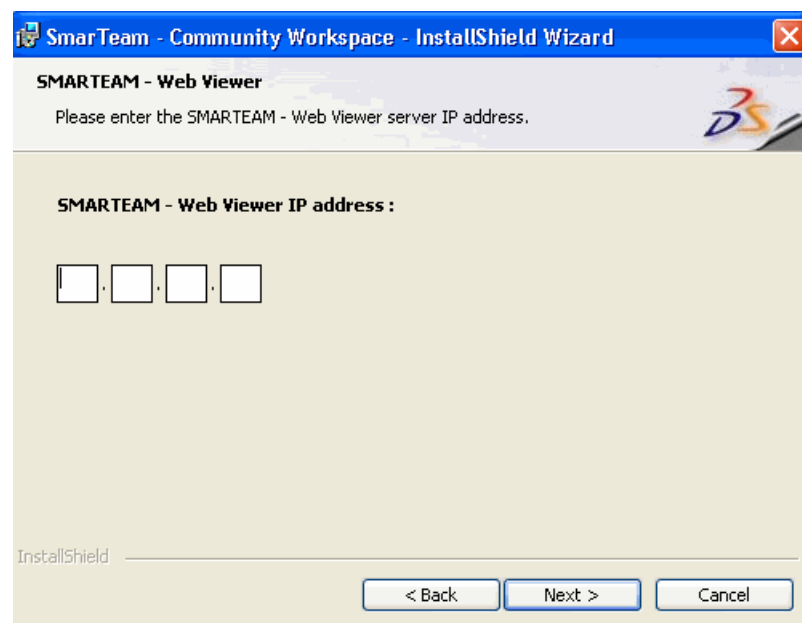 SmarTeam - Community Workspace - InstallShield Wizard
SMARTEAM - Web Viewer
Please enter the SMARTEAM - Web Viewer server IP address.
SMARTEAM - Web Viewer IP address :
. . .
InstallShield
< Back Next > Cancel